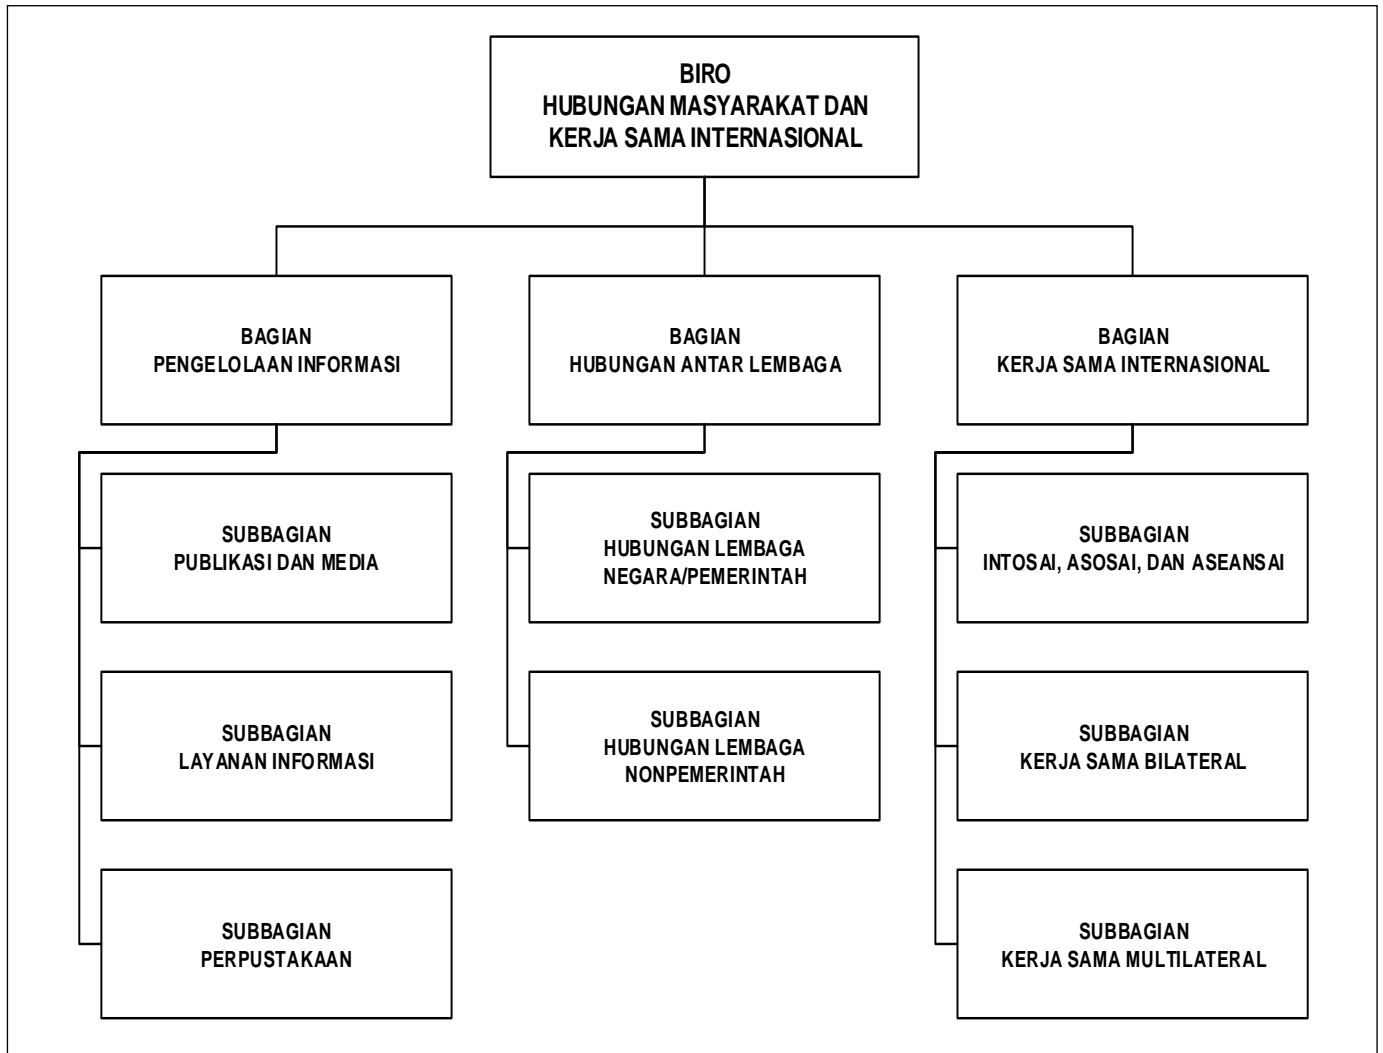 BIRO
HUBUNGAN MASYARAKAT DAN
KERJA SAMA INTERNASIONAL
BAGIAN
PENGELOLAAN INFORMASI
BAGIAN
HUBUNGAN ANTAR LEMBAGA
BAGIAN
KERJA SAMA INTERNASIONAL
SUBBAGIAN
PUBLIKASI DAN MEDIA
SUBBAGIAN
HUBUNGAN LEMBAGA
NEGARA/PEMERINTAH
SUBBAGIAN
INTOSAI, ASOSAI, DAN ASEANSAI
SUBBAGIAN
LAYANAN INFORMASI
SUBBAGIAN
HUBUNGAN LEMBAGA
NONPEMERINTAH
SUBBAGIAN
KERJA SAMA BILATERAL
SUBBAGIAN
PERPUSTAKAAN
SUBBAGIAN
KERJA SAMA MULTILATERAL